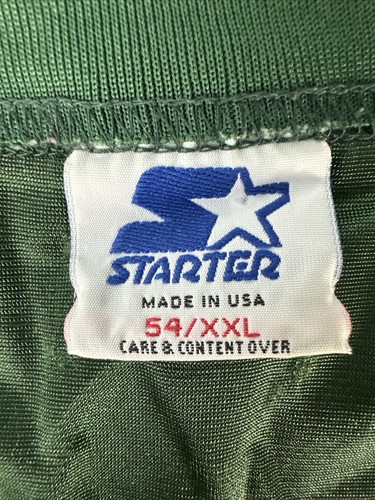 STARTER
MADE IN USA
54/XXL
CARE & CONTENT OVER